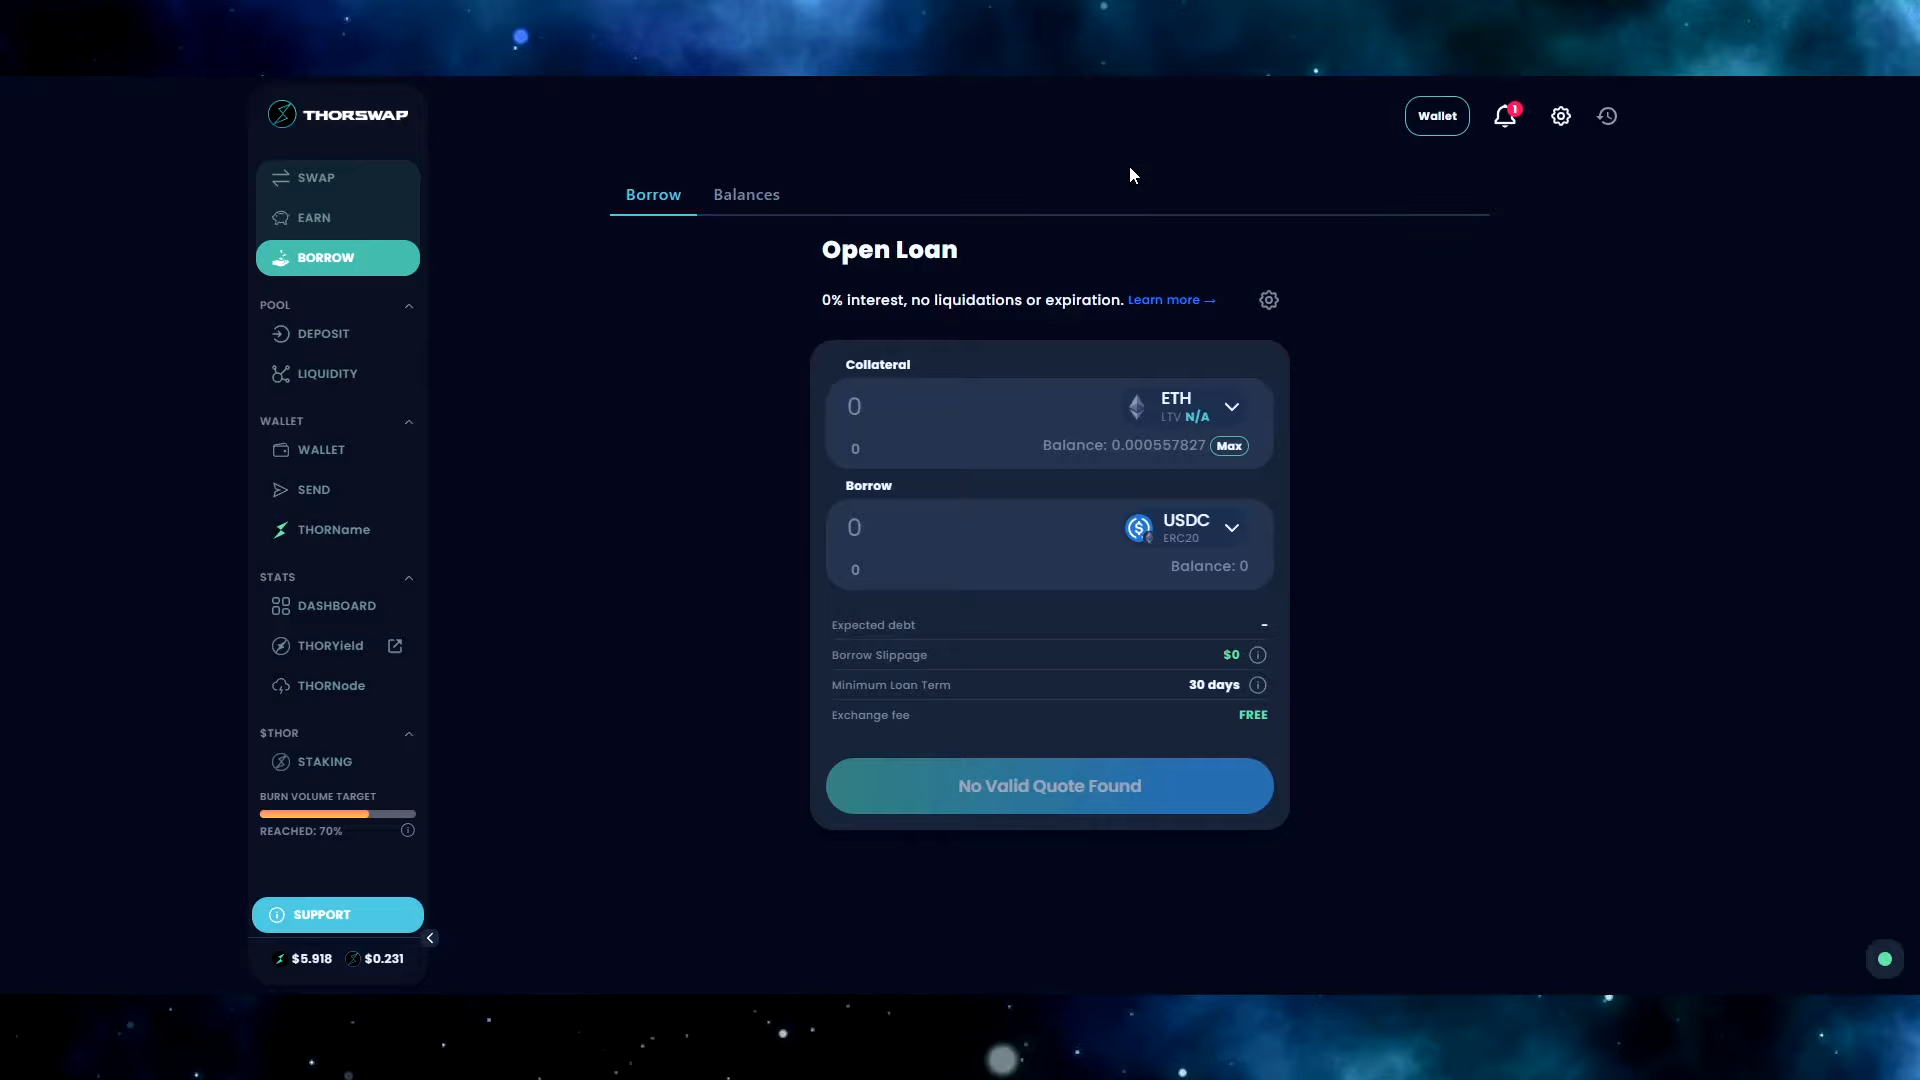 THORSWAP
SWAP
EARN
BORROW
POOL
DEPOSIT
LIQUIDITY
WALLET
WALLET
SEND
THORName
STATS
DASHBOARD
THORYield
THORNode
$THOR
STAKING
BURN VOLUME TARGET
REACHED: 70%
SUPPORT
$5.918 $0.231
Wallet
1
Borrow Balances
Open Loan
0% interest, no liquidations or expiration. Learn more →
Collateral
0 ETH
LTV N/A
0 Balance: 0.000557827 Max
Borrow
0 USDC
ERC20
0 Balance: 0
Expected debt -
Borrow Slippage $0
Minimum Loan Term 30 days
Exchange fee FREE
No Valid Quote Found